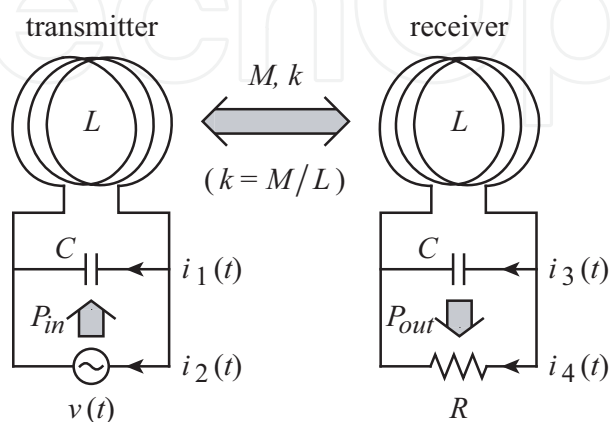 transmitter
receiver
M, k
L
L
( k = M / L )
C
i1(t)
C
i3(t)
Pin
Pout
i2(t)
i4(t)
v(t)
R